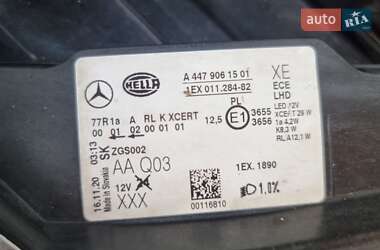 AUTO RIA
HELLA
A 447 906 15 01
XE
1EX 011.284-82
ECE
LHD
77R1a A RL K XCERT
00 01 02 00 01 01
PL
12,5
E1
3655
3656
LED /12V
XCERT 29 W
1a 4,2W
K8,3 W
RL A12,1 W
16.11.20 03:13
Made in Slovakia SK
ZGS002
AA Q03
12V
XXX
1EX. 1890
1,0%
00116810